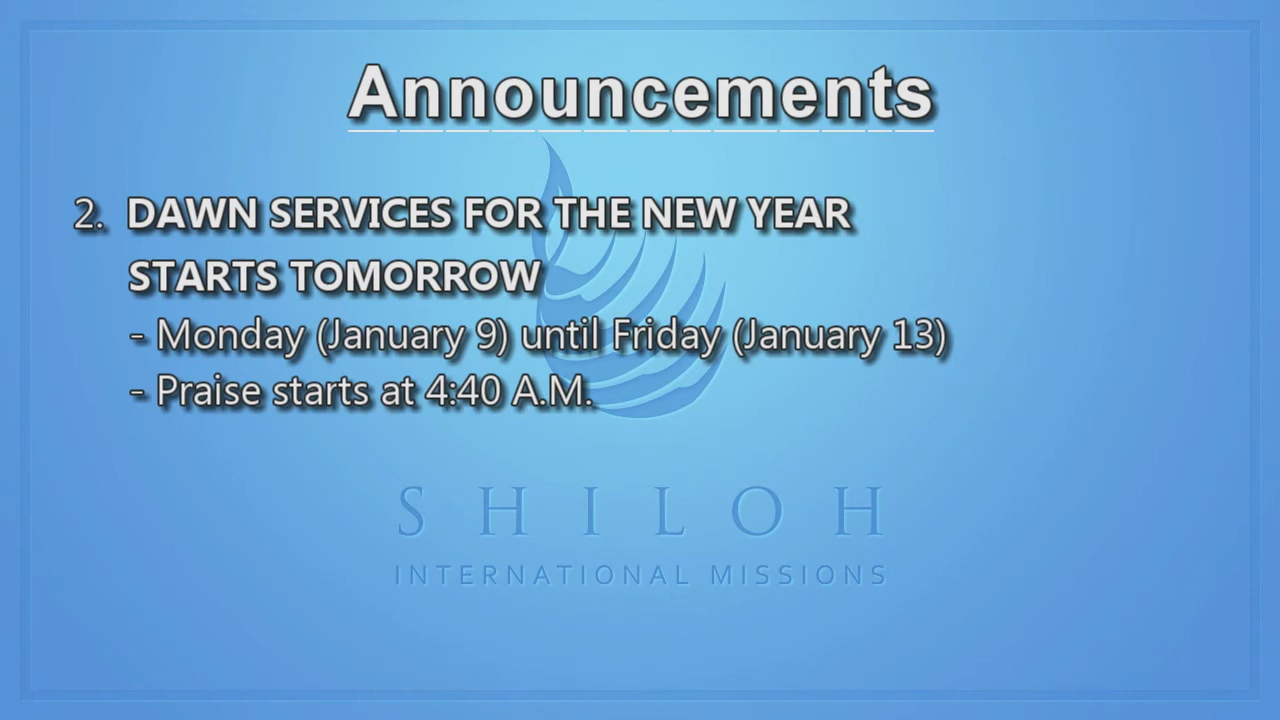 Announcements
2. DAWN SERVICES FOR THE NEW YEAR
STARTS TOMORROW
- Monday (January 9) until Friday (January 13)
- Praise starts at 4:40 A.M.
SHILOH
INTERNATIONAL MISSIONS